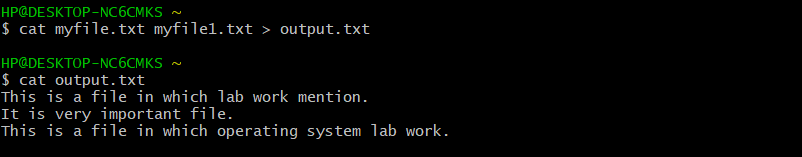 HP@DESKTOP-NC6CMKS ~
$ cat myfile.txt myfile1.txt > output.txt
HP@DESKTOP-NC6CMKS ~
$ cat output.txt
This is a file in which lab work mention.
It is very important file.
This is a file in which operating system lab work.